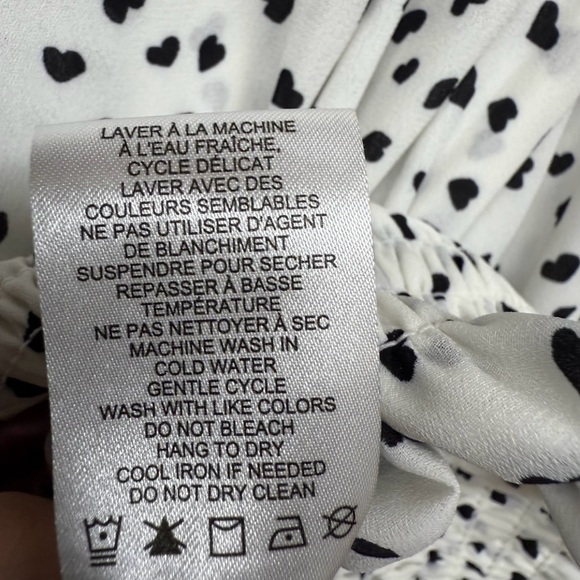 LAVER À LA MACHINE
À L'EAU FRAÎCHE,
CYCLE DÉLICAT
LAVER AVEC DES
COULEURS SEMBLABLES
NE PAS UTILISER D'AGENT
DE BLANCHIMENT
SUSPENDRE POUR SECHER
REPASSER À BASSE
TEMPÉRATURE
NE PAS NETTOYER À SEC
MACHINE WASH IN
COLD WATER
GENTLE CYCLE
WASH WITH LIKE COLORS
DO NOT BLEACH
HANG TO DRY
COOL IRON IF NEEDED
DO NOT DRY CLEAN